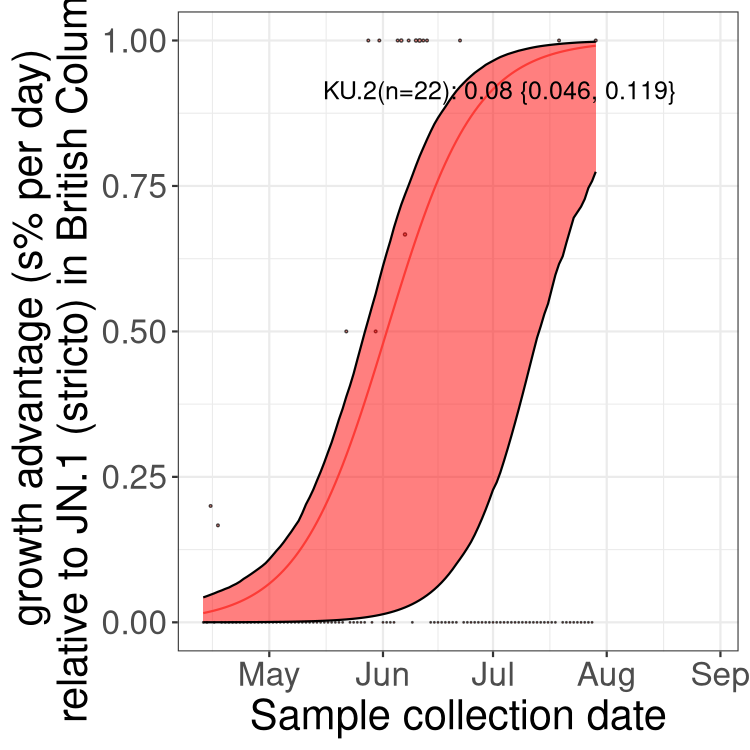 growth advantage (s% per day)
relative to JN.1 (stricto) in British Colum
1.00
0.75
0.50
0.25
0.00
KU.2(n=22): 0.08 {0.046, 0.119}
May Jun Jul Aug Sep
Sample collection date